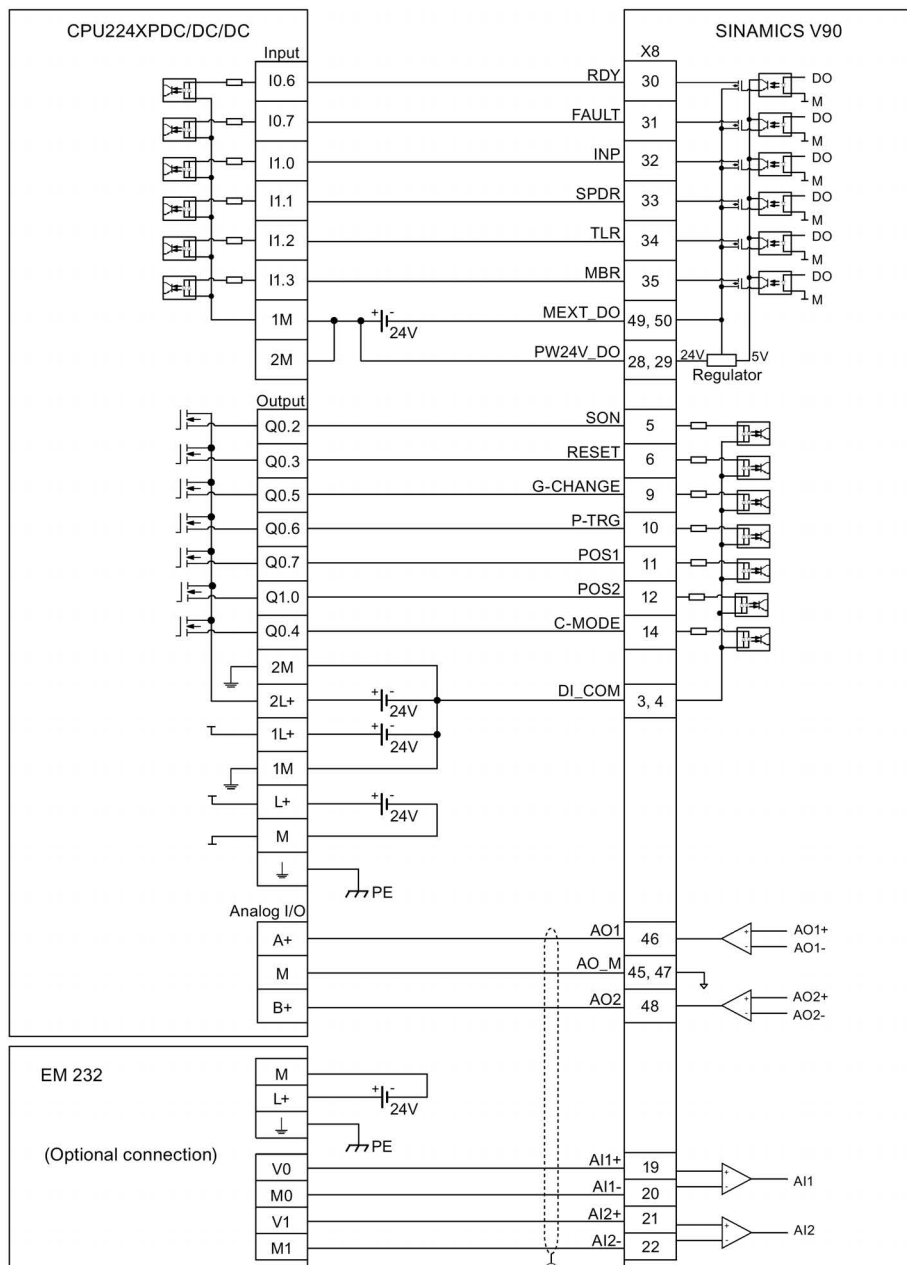 CPU224XPDC/DC/DC SINAMICS V90
Input X8
I0.6 RDY 30 DO
M
I0.7 FAULT 31 DO
M
I1.0 INP 32 DO
M
I1.1 SPDR 33 DO
M
I1.2 TLR 34 DO
M
I1.3 MBR 35 DO
M
1M + - 24V MEXT_DO 49, 50
2M PW24V_DO 28, 29 24V 5V
Regulator
Output
Q0.2 SON 5
Q0.3 RESET 6
Q0.5 G-CHANGE 9
Q0.6 P-TRG 10
Q0.7 POS1 11
Q1.0 POS2 12
Q0.4 C-MODE 14
2M
2L+ + - 24V DI_COM 3, 4
1L+ + - 24V
1M
L+ + - 24V
M
PE
Analog I/O
A+ AO1 46 + AO1+
- AO1-
M AO_M 45, 47
B+ AO2 48 + AO2+
- AO2-
EM 232
M
L+ + - 24V
PE
(Optional connection)
V0 AI1+ 19 +
M0 AI1- 20 - AI1
V1 AI2+ 21 +
M1 AI2- 22 - AI2